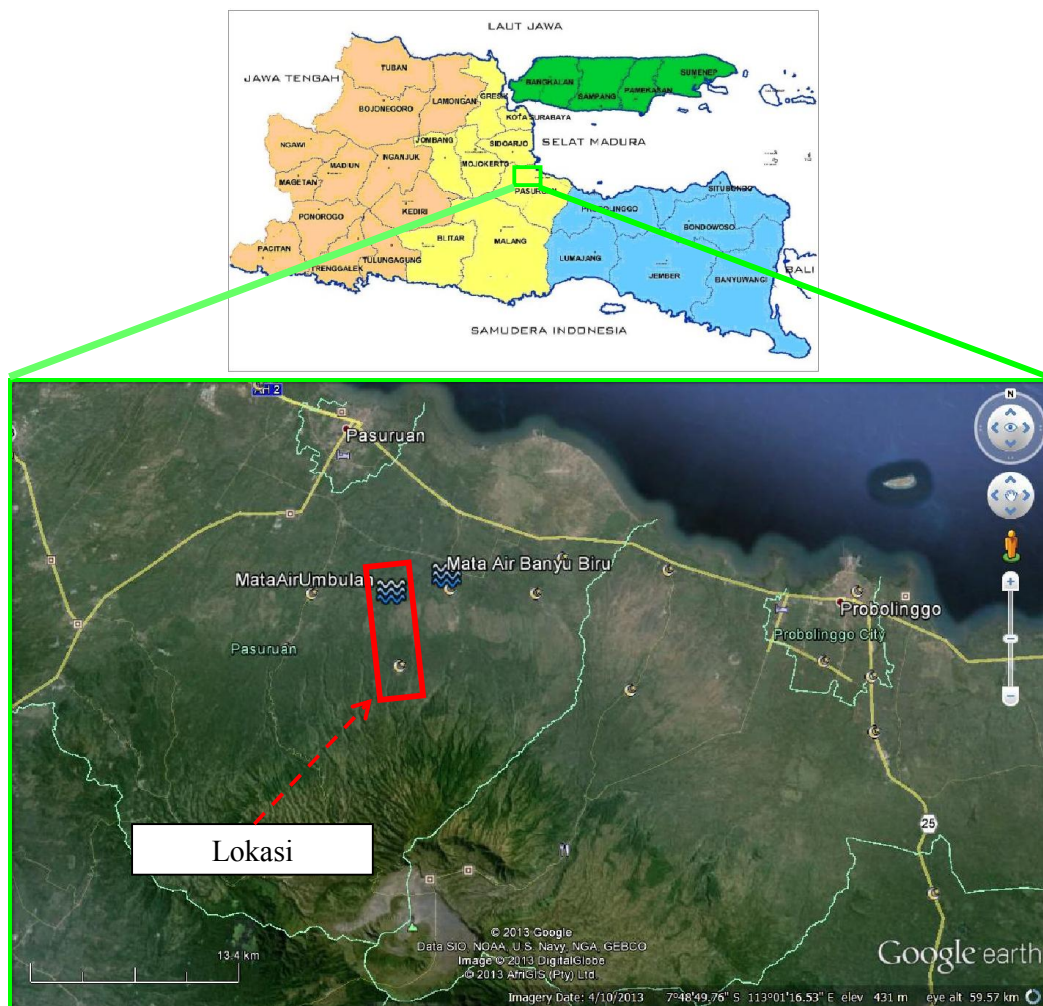 LAUT JAWA
JAWA TENGAH
TUBAN
LAMONGAN
GRESIK
BOJONEGORO
BANGKALAN
SAMPANG
PAMEKASAN
SUMENEP
KOTA SURABAYA
NGAWI
JOMBANG
SIDOARJO
SELAT MADURA
MADIUN
NGANJUK
MOJOKERTO
MAGETAN
PASURUAN
SITUBONDO
PONOROGO
KEDIRI
PROBOLINGGO
BONDOWOSO
PACITAN
BLITAR
MALANG
TULUNGAGUNG
TRENGGALEK
LUMAJANG
JEMBER
BANYUWANGI
BALI
SAMUDERA INDONESIA
AH 2
N
Pasuruan
Mata Air Banyu Biru
MataAirUmbulan
Probolinggo
Probolinggo City
Pasuruan
25
Lokasi
© 2013 Google
Data SIO, NOAA, U.S. Navy, NGA, GEBCO
Image © 2013 DigitalGlobe
© 2013 AfriGIS (Pty) Ltd.
13.4 km
Google earth
Imagery Date: 4/10/2013 7°48'49.76" S 113°01'16.53" E elev 431 m eye alt 59.57 km